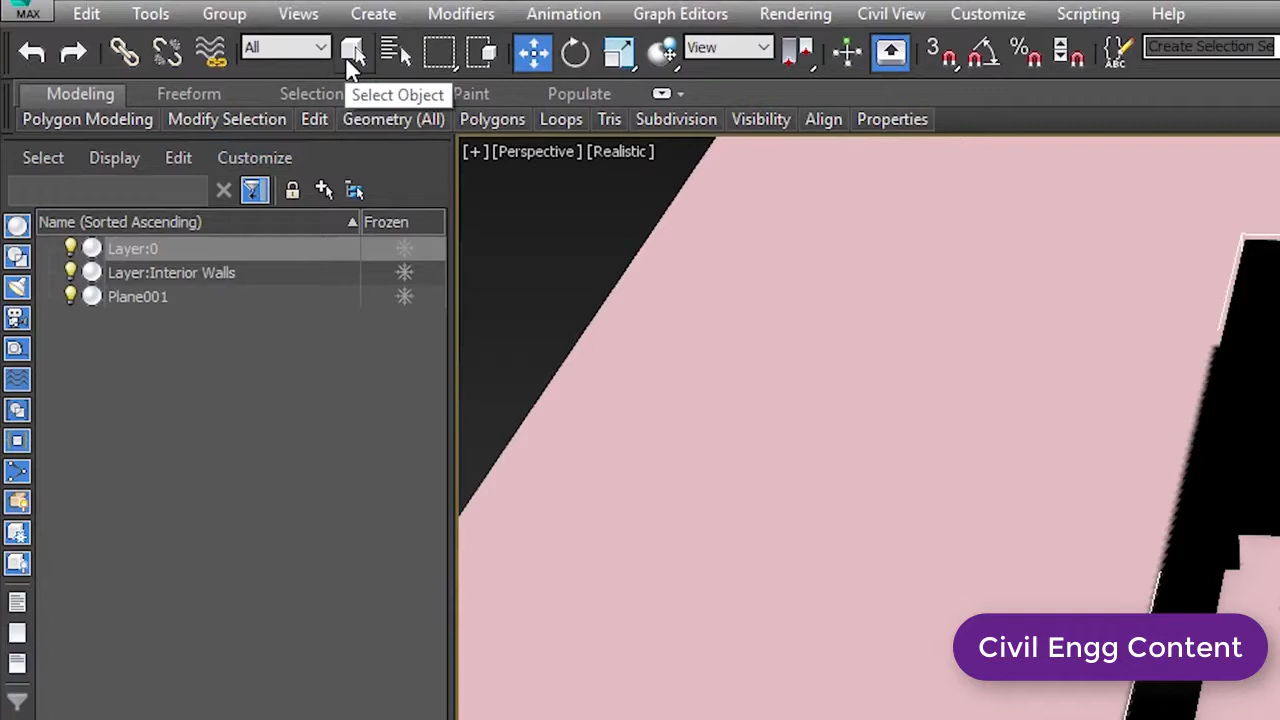 MAX Edit Tools Group Views Create Modifiers Animation Graph Editors Rendering Civil View Customize Scripting Help
All View 3 % ABC Create Selection Se
Modeling Freeform Selection Paint Populate
Select Object
Polygon Modeling Modify Selection Edit Geometry (All) Polygons Loops Tris Subdivision Visibility Align Properties
Select Display Edit Customize
[+] [Perspective] [Realistic]
Name (Sorted Ascending) Frozen
Layer:0
Layer:Interior Walls
Plane001
Civil Engg Content